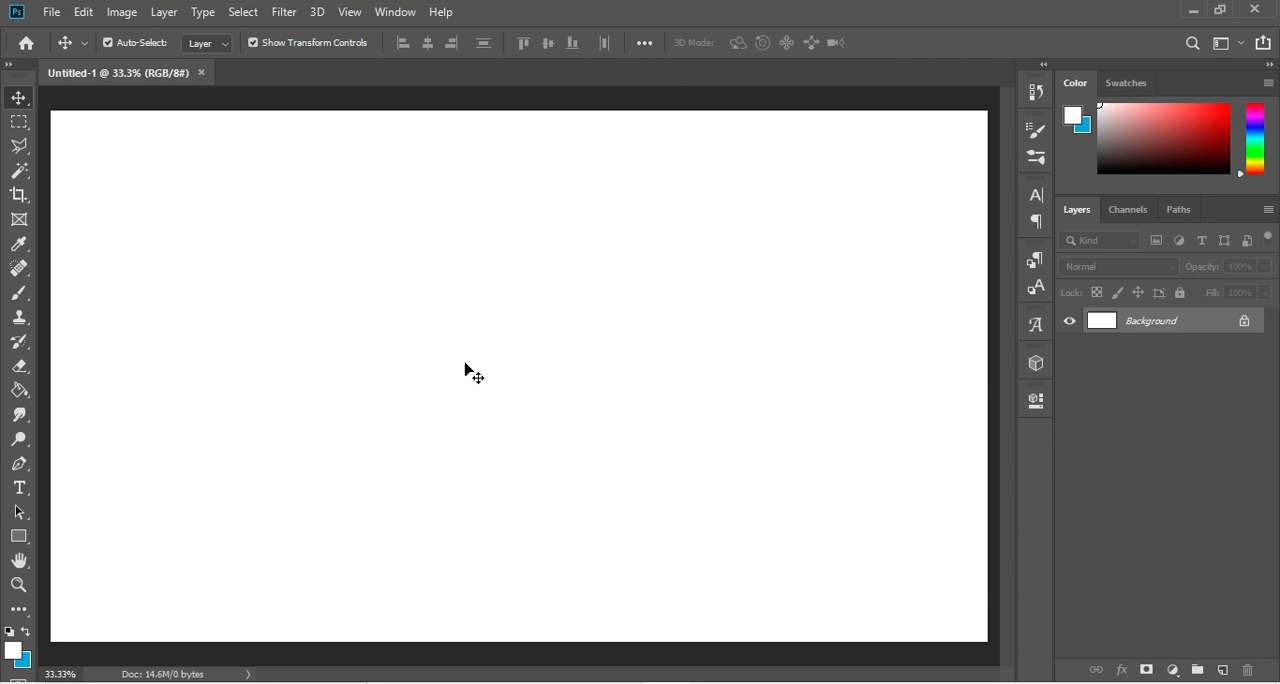 Ps File Edit Image Layer Type Select Filter 3D View Window Help
Auto-Select: Layer Show Transform Controls 3D Mode:
Untitled-1 @ 33.3% (RGB/8#) ×
Color Swatches
Layers Channels Paths
Kind
Normal Opacity: 100%
Lock: Fill: 100%
Background
33.33% Doc: 14.6M/0 bytes